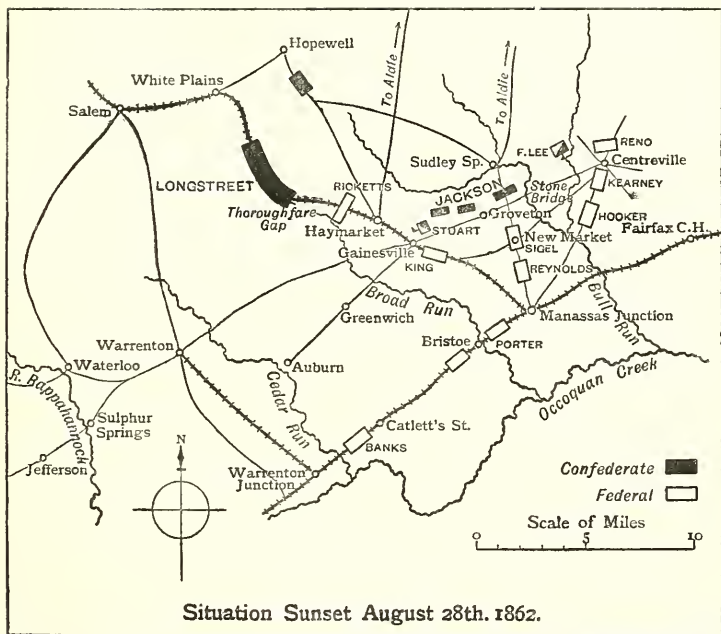 Hopewell
White Plains
Salem
To Aldie
To Aldie
F. LEE
RENO
Sudley Sp.
Centreville
LONGSTREET
RICKETTS
JACKSON
Stone
Bridge
KEARNEY
Thoroughfare
Gap
Haymarket
STUART
Groveton
HOOKER
Fairfax C.H.
Gainesville
New Market
SIGEL
KING
REYNOLDS
Broad Run
Bull Run
Greenwich
Manassas Junction
Warrenton
Bristoe
PORTER
Waterloo
Auburn
Cedar Run
Occoquan Creek
R. Rappahannock
Sulphur
Springs
Catlett's St.
Jefferson
BANKS
N
Warrenton
Junction
Confederate
Federal
Scale of Miles
0 5 10
Situation Sunset August 28th. 1862.